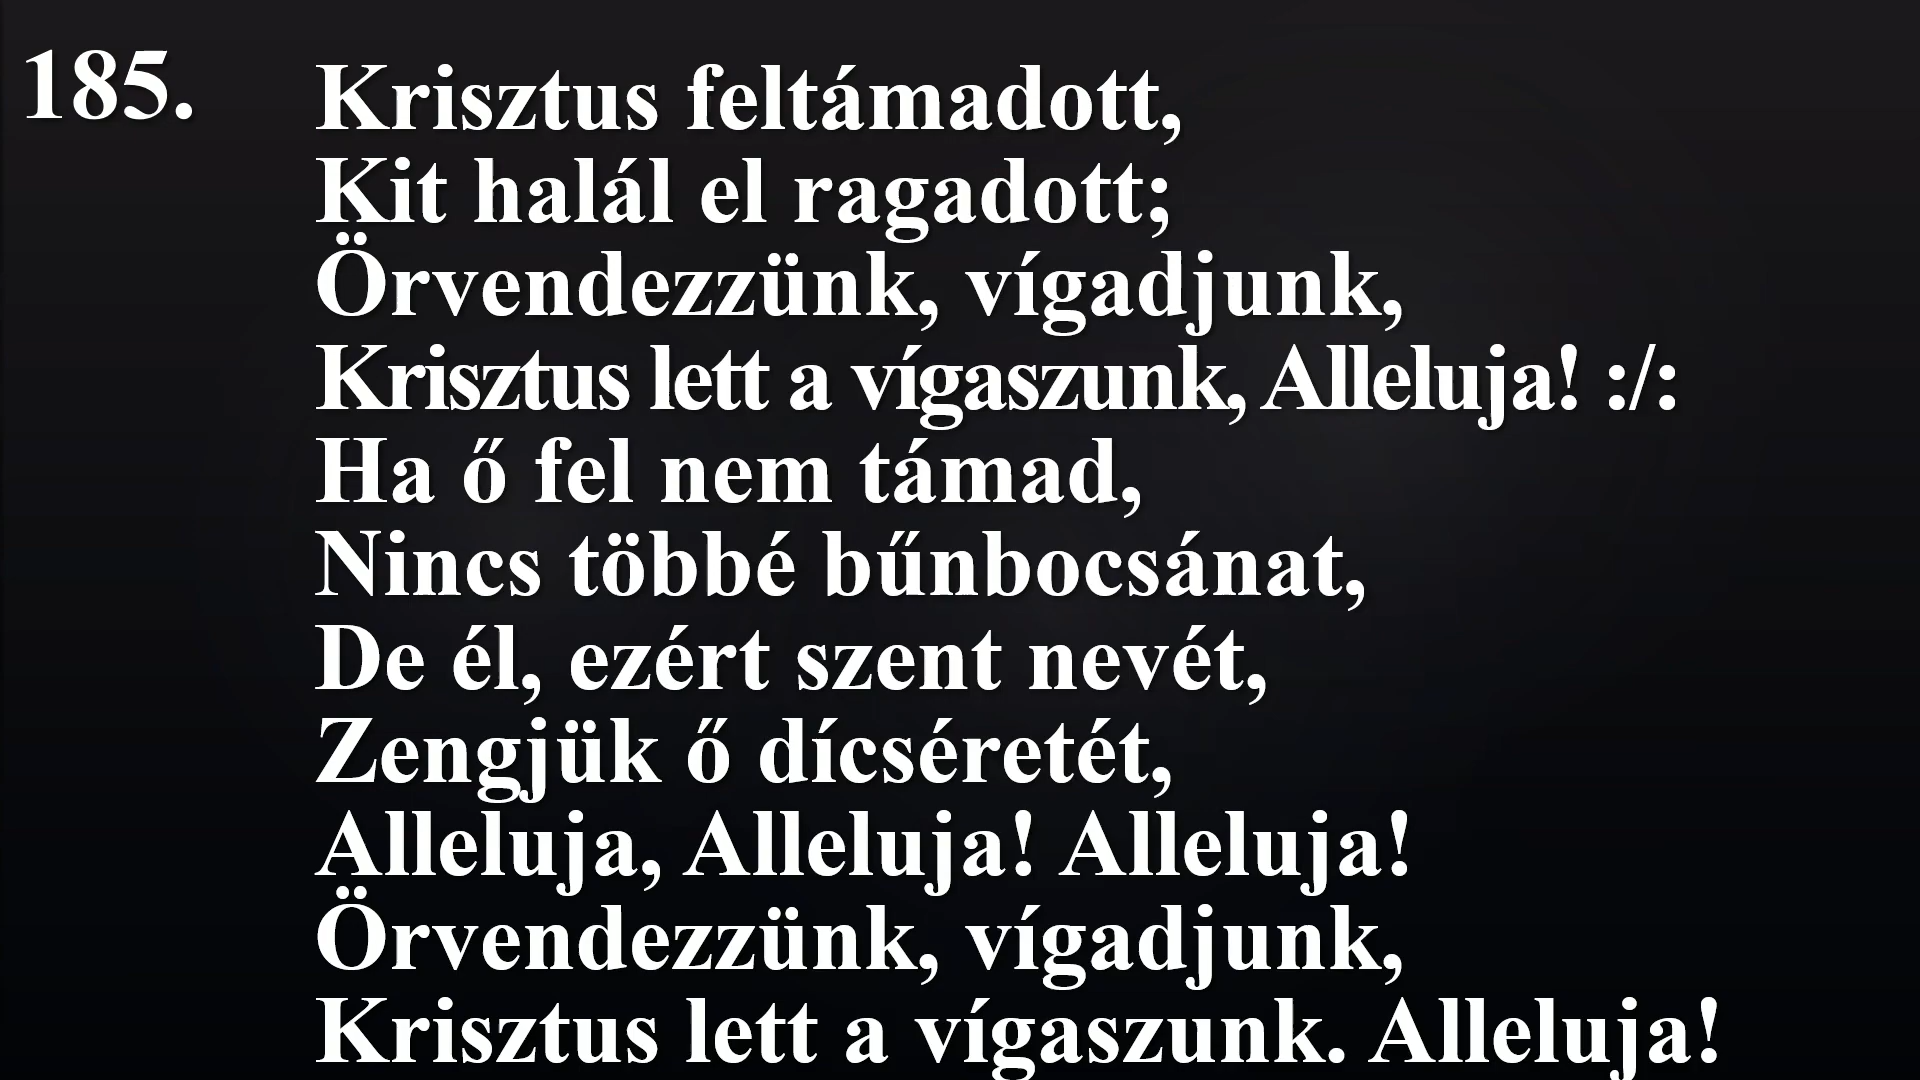 185.
Krisztus feltámadott,
Kit halál el ragadott;
Örvendezzünk, vígadjunk,
Krisztus lett a vígaszunk, Alleluja! :/:
Ha ő fel nem támad,
Nincs többé bűnbocsánat,
De él, ezért szent nevét,
Zengjük ő dícséretét,
Alleluja, Alleluja! Alleluja!
Örvendezzünk, vígadjunk,
Krisztus lett a vígaszunk. Alleluja!